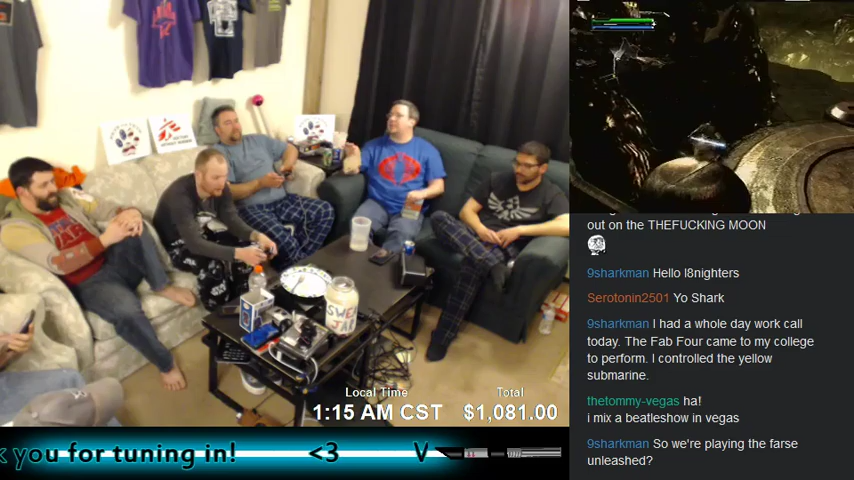 out on the THEFUCKING MOON
9sharkman Hello l8nighters
Serotonin2501 Yo Shark
9sharkman I had a whole day work call
today. The Fab Four came to my college
to perform. I controlled the yellow
submarine.
thetommy-vegas ha!
i mix a beatleshow in vegas
9sharkman So we're playing the farse
unleashed?
SWEAR
JAR
Local Time
1:15 AM CST
Total
$1,081.00
k you for tuning in!
<3
V